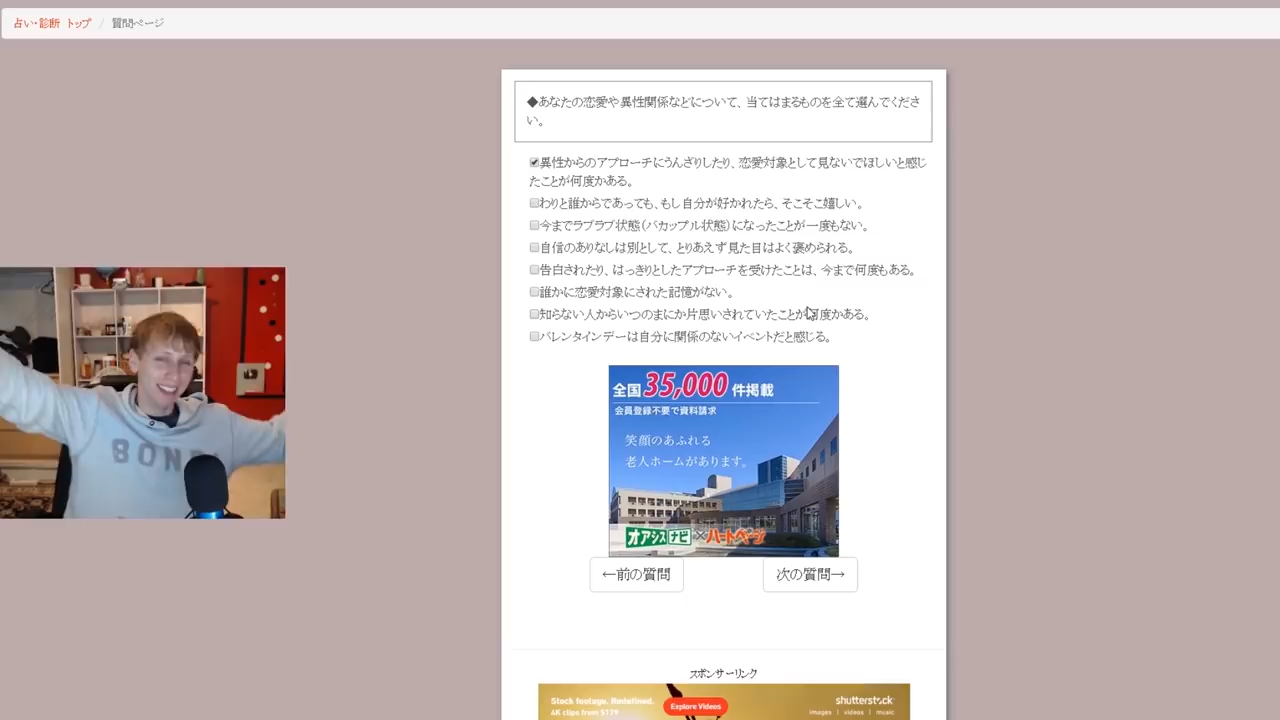 占い・診断 トップ / 質問ページ
◆あなたの恋愛や異性関係などについて、当てはまるものを全て選んでくださ
い。
異性からのアプローチにうんざりしたり、恋愛対象として見ないでほしいと感じ
たことが何度かある。
わりと誰からであっても、もし自分が好かれたら、そこそこ嬉しい。
今までラブラブ状態(バカップル状態)になったことが一度もない。
自信のありなしは別として、とりあえず見た目はよく褒められる。
告白されたり、はっきりとしたアプローチを受けたことは、今まで何度もある。
誰かに恋愛対象にされた記憶がない。
知らない人からいつのまにか片思いされていたことが何度かある。
バレンタインデーは自分に関係のないイベントだと感じる。
全国35,000件掲載
会員登録不要で資料請求
笑顔のあふれる
老人ホームがあります。
オアシスナビ×ハートページ
←前の質問 次の質問→
スポンサーリンク
Stock footage. Redefined.
4K clips from $179
Explore Videos
shutterstock
images | videos | music
BON